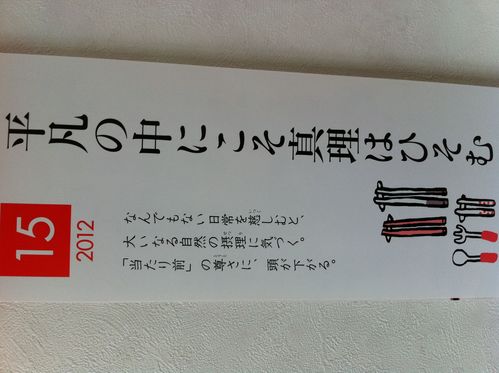 平凡の中にこそ真理はひそむ
なんでもない日常を慈しむと、
大いなる自然の摂理に気づく。
「当たり前」の尊さに、頭が下がる。
15
2012